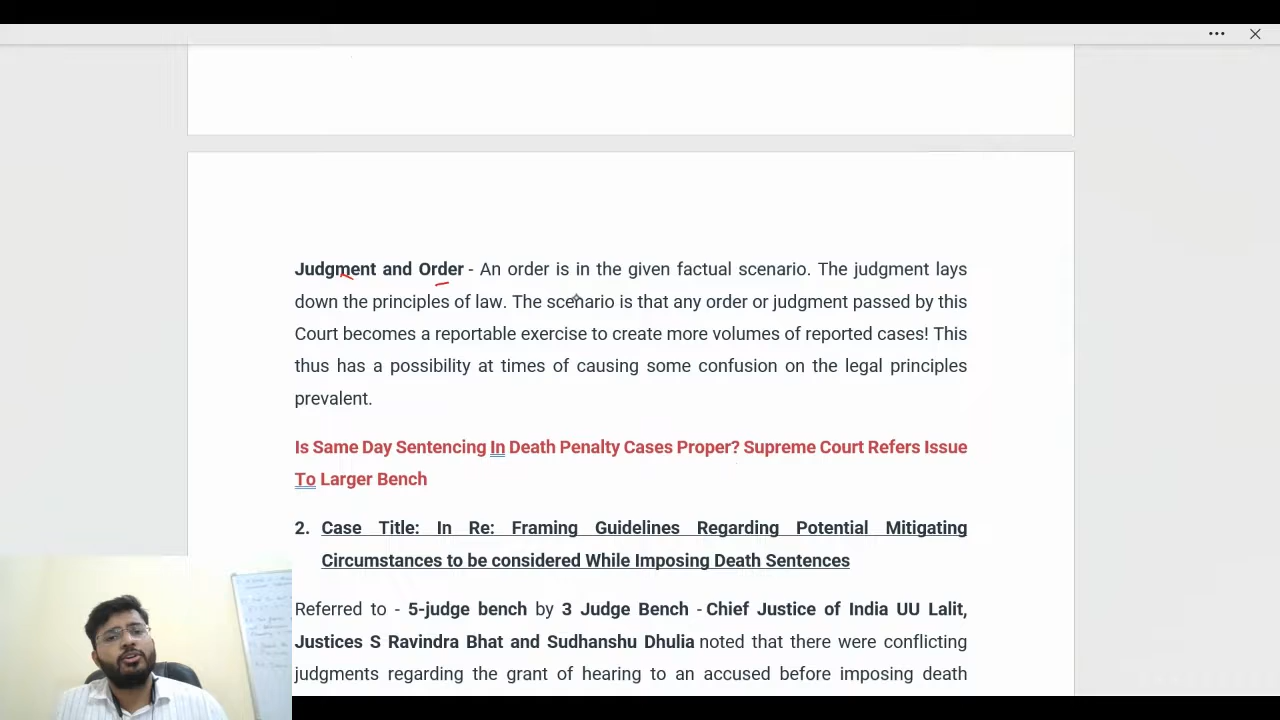 Judgment and Order - An order is in the given factual scenario. The judgment lays
down the principles of law. The scenario is that any order or judgment passed by this
Court becomes a reportable exercise to create more volumes of reported cases! This
thus has a possibility at times of causing some confusion on the legal principles
prevalent.
Is Same Day Sentencing In Death Penalty Cases Proper? Supreme Court Refers Issue
To Larger Bench
2. Case Title: In Re: Framing Guidelines Regarding Potential Mitigating
Circumstances to be considered While Imposing Death Sentences
Referred to - 5-judge bench by 3 Judge Bench - Chief Justice of India UU Lalit,
Justices S Ravindra Bhat and Sudhanshu Dhulia noted that there were conflicting
judgments regarding the grant of hearing to an accused before imposing death